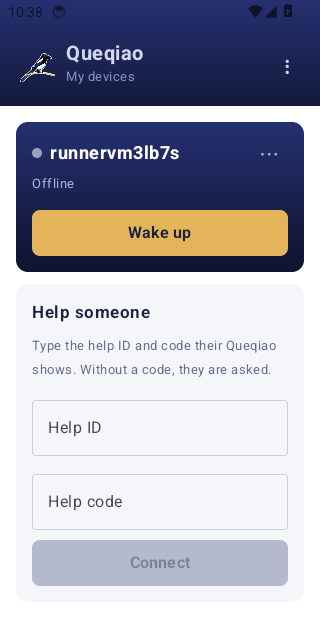 10:38
Queqiao
My devices
runnervm3lb7s
Offline
Wake up
Help someone
Type the help ID and code their Queqiao
shows. Without a code, they are asked.
Help ID
Help code
Connect